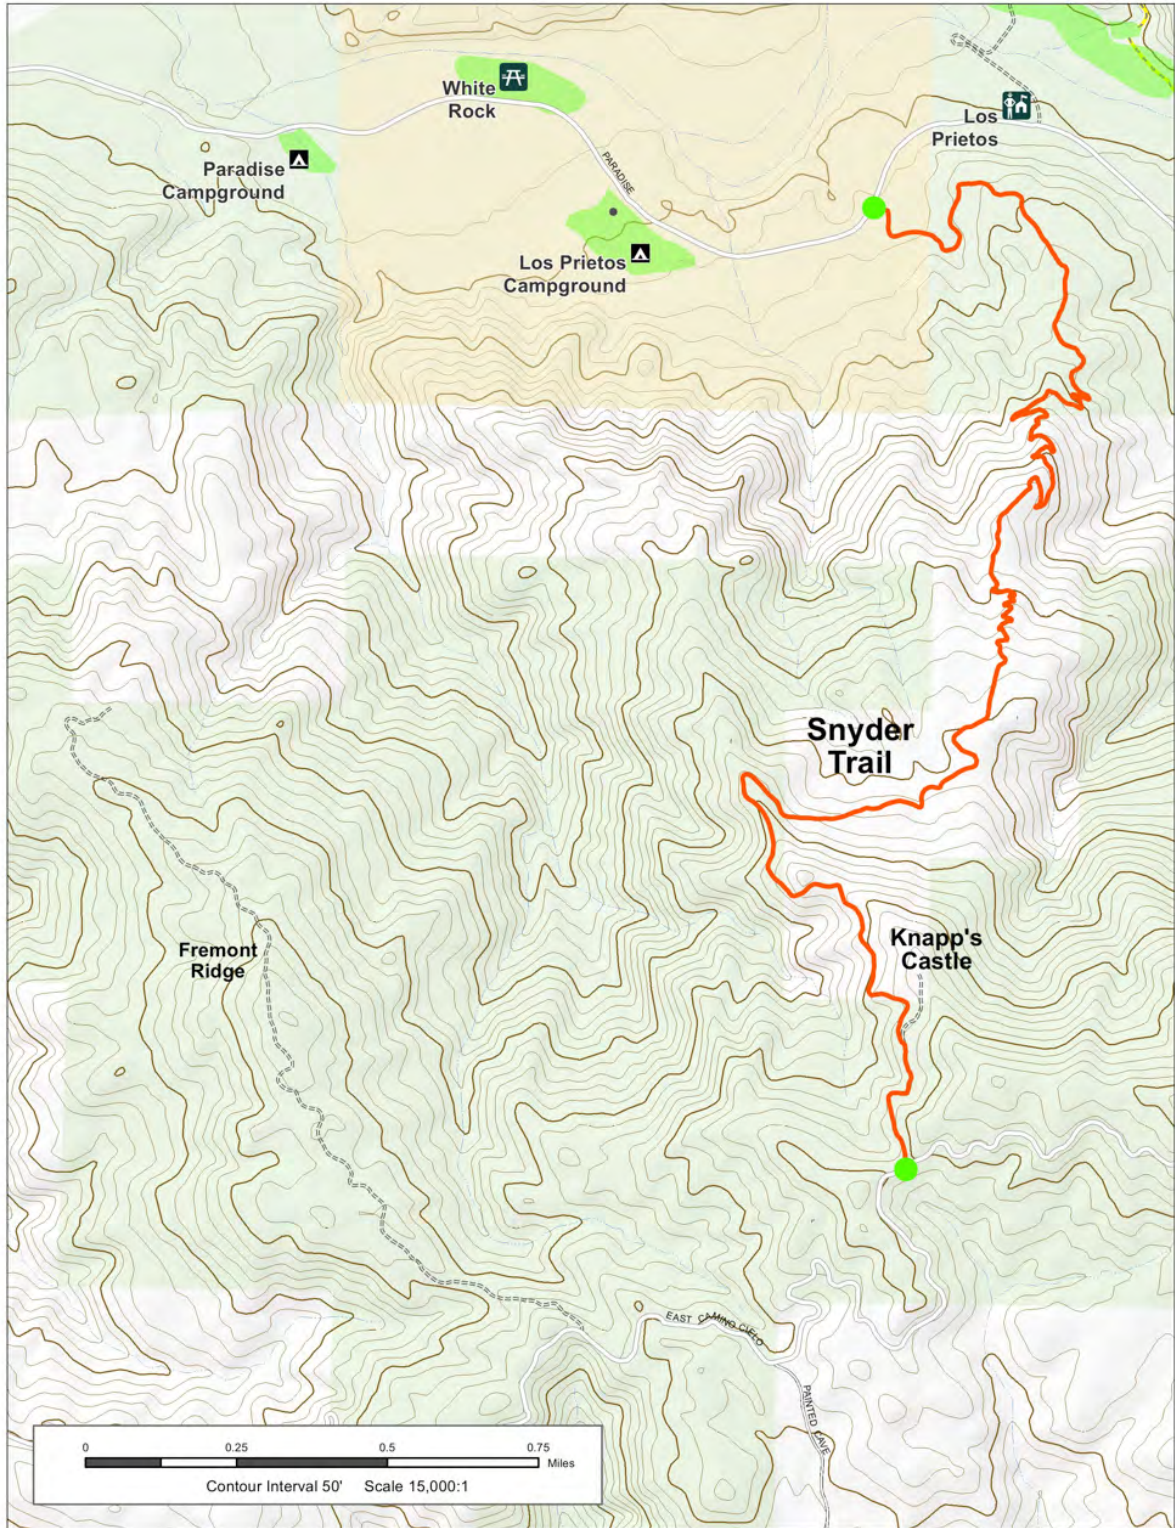 White
Rock
Los
Prietos
Paradise
Campground
PARADISE
Los Prietos
Campground
Snyder
Trail
Knapp's
Castle
Fremont
Ridge
EAST CAMINO CIELO
PAINTED CAVE
0 0.25 0.5 0.75
Miles
Contour Interval 50' Scale 15,000:1